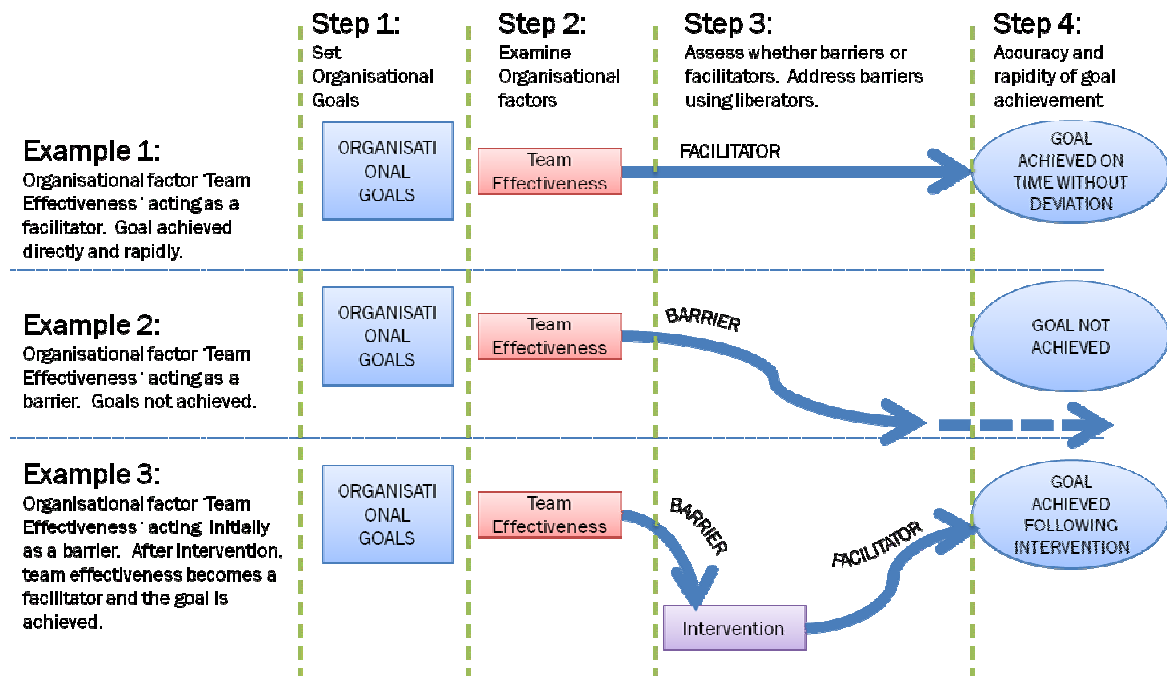 Step 1:
Set
Organisational
Goals
Step 2:
Examine
Organisational
factors
Step 3:
Assess whether barriers or
facilitators. Address barriers
using liberators.
Step 4:
Accuracy and
rapidity of goal
achievement
Example 1:
Organisational factor 'Team
Effectiveness' acting as a
facilitator. Goal achieved
directly and rapidly.
ORGANISATI
ONAL
GOALS
Team
Effectiveness
FACILITATOR
GOAL
ACHIEVED ON
TIME WITHOUT
DEVIATION
Example 2:
Organisational factor 'Team
Effectiveness' acting as a
barrier. Goals not achieved.
ORGANISATI
ONAL
GOALS
Team
Effectiveness
BARRIER
GOAL NOT
ACHIEVED
Example 3:
Organisational factor 'Team
Effectiveness' acting initially
as a barrier. After intervention,
team effectiveness becomes a
facilitator and the goal is
achieved.
ORGANISATI
ONAL
GOALS
Team
Effectiveness
BARRIER
Intervention
FACILITATOR
GOAL
ACHIEVED
FOLLOWING
INTERVENTION